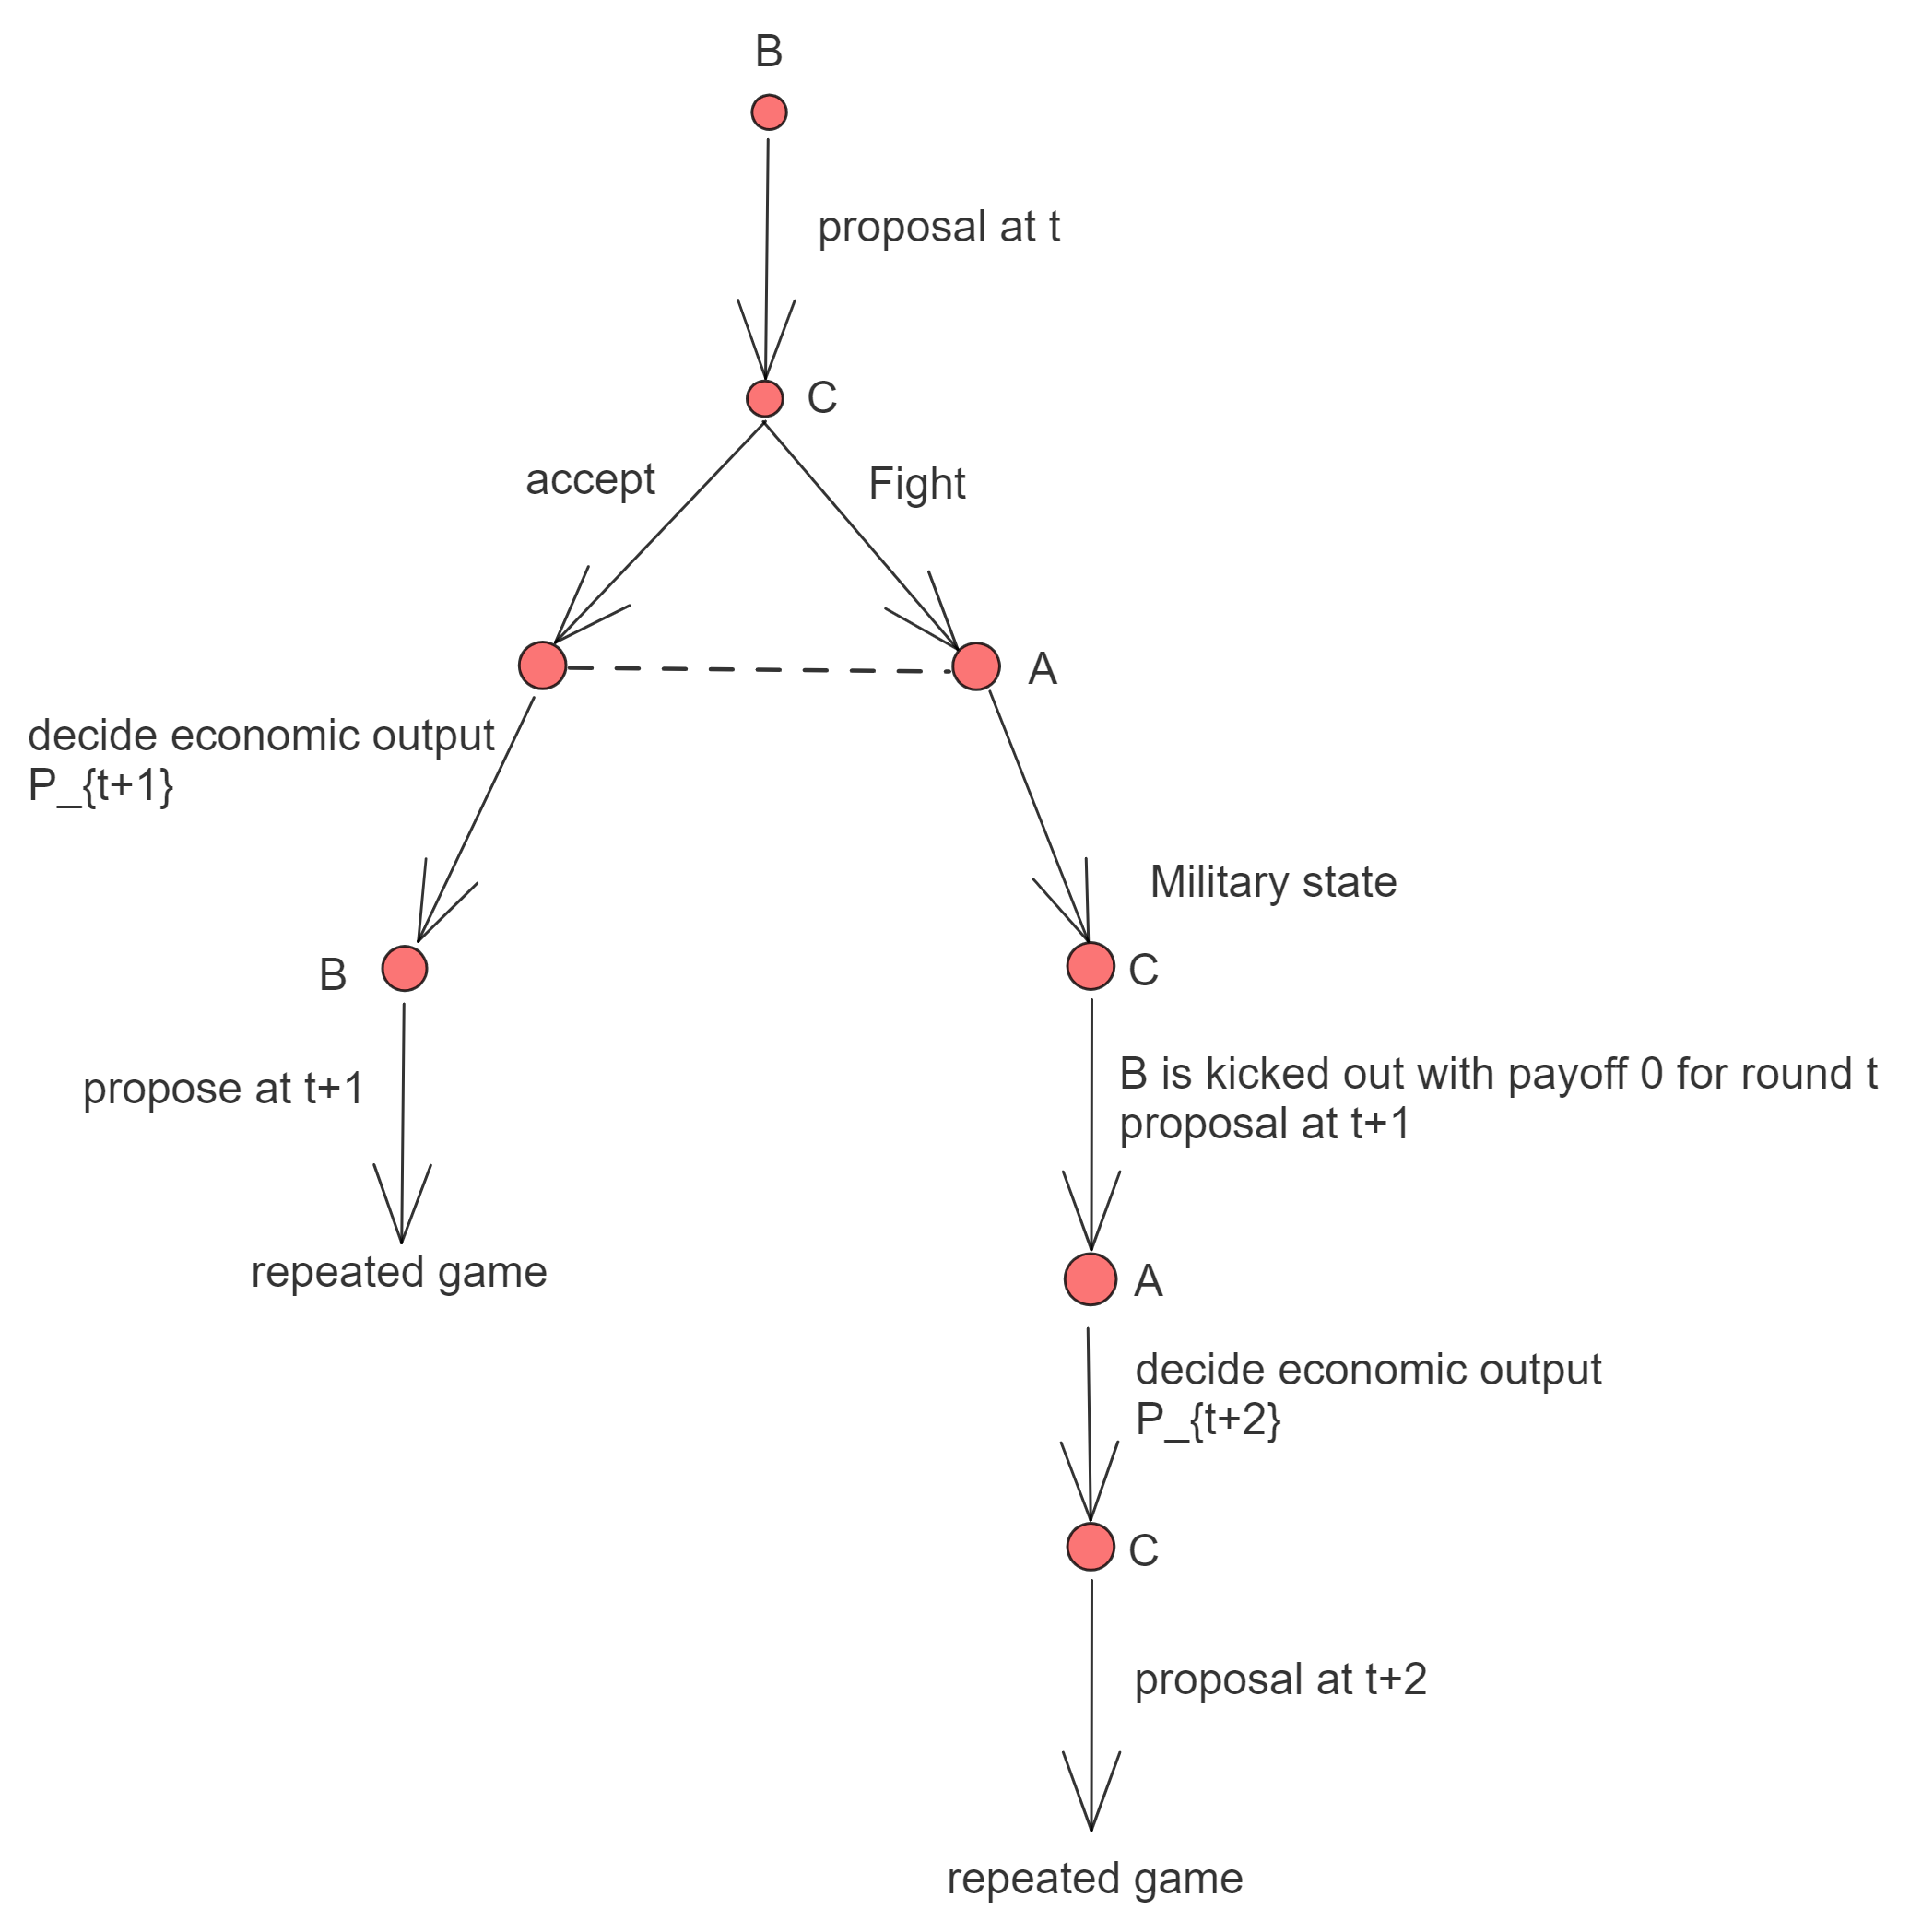 B
proposal at t
C
accept
Fight
A
decide economic output
P_{t+1}
Military state
B
C
B is kicked out with payoff 0 for round t
proposal at t+1
propose at t+1
repeated game
A
decide economic output
P_{t+2}
C
proposal at t+2
repeated game